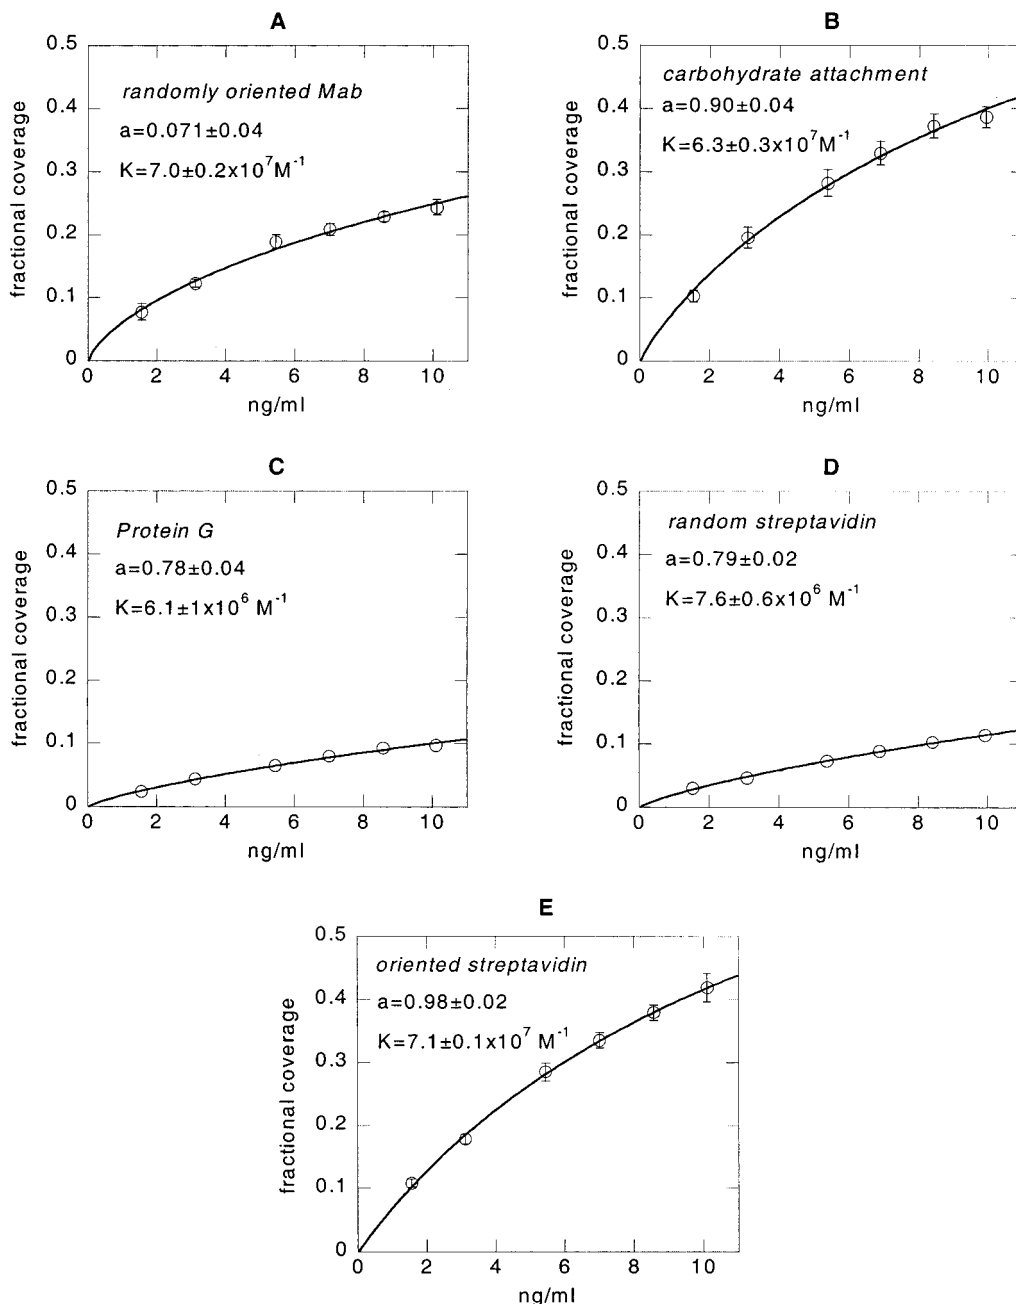 A
0.5
0.4
0.3
0.2
0.1
0
randomly oriented Mab
a=0.071±0.04
K=7.0±0.2x10⁷M⁻¹
fractional coverage
0 2 4 6 8 10
ng/ml
B
0.5
0.4
0.3
0.2
0.1
0
carbohydrate attachment
a=0.90±0.04
K=6.3±0.3x10⁷M⁻¹
fractional coverage
0 2 4 6 8 10
ng/ml
C
0.5
0.4
0.3
0.2
0.1
0
Protein G
a=0.78±0.04
K=6.1±1x10⁶ M⁻¹
fractional coverage
0 2 4 6 8 10
ng/ml
D
0.5
0.4
0.3
0.2
0.1
0
random streptavidin
a=0.79±0.02
K=7.6±0.6x10⁶ M⁻¹
fractional coverage
0 2 4 6 8 10
ng/ml
E
0.5
0.4
0.3
0.2
0.1
0
oriented streptavidin
a=0.98±0.02
K=7.1±0.1x10⁷ M⁻¹
fractional coverage
0 2 4 6 8 10
ng/ml